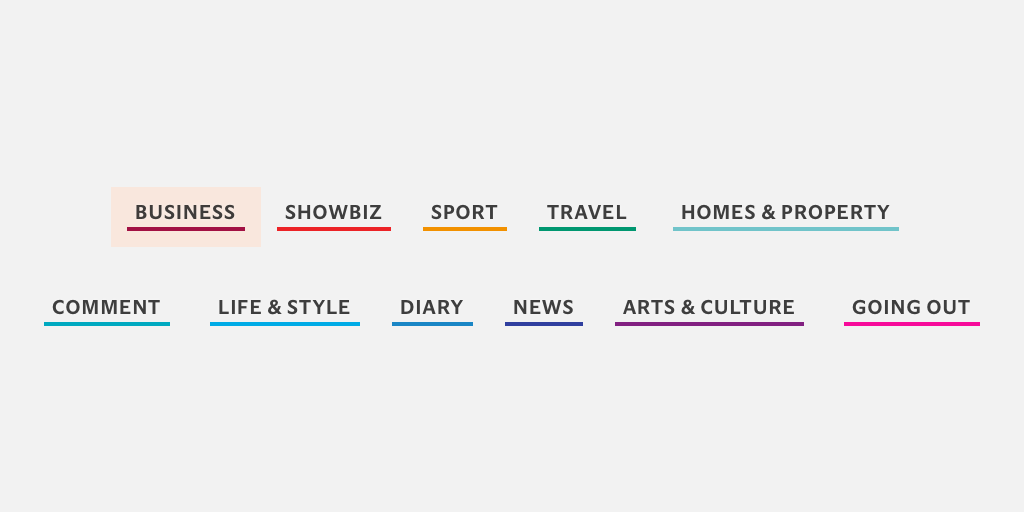 BUSINESS SHOWBIZ SPORT TRAVEL HOMES & PROPERTY
COMMENT LIFE & STYLE DIARY NEWS ARTS & CULTURE GOING OUT